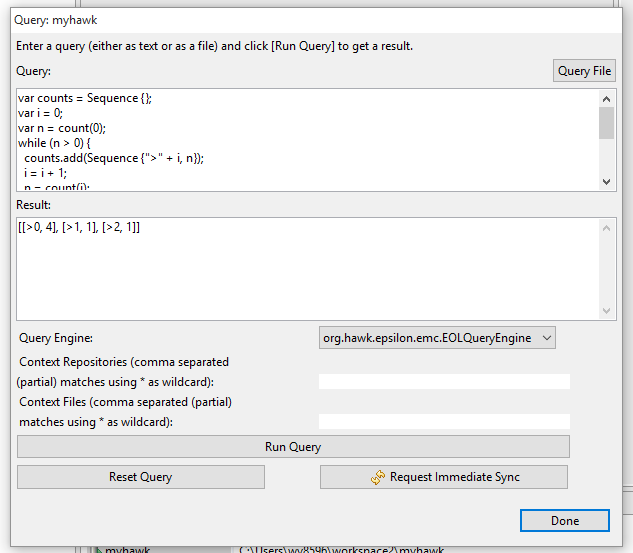 Query: myhawk
Enter a query (either as text or as a file) and click [Run Query] to get a result.
Query:
Query File
var counts = Sequence {};
var i = 0;
var n = count(0);
while (n > 0) {
counts.add(Sequence {">" + i, n});
i = i + 1;
n = count(i);
Result:
[[>0, 4], [>1, 1], [>2, 1]]
Query Engine:
org.hawk.epsilon.emc.EOLQueryEngine
Context Repositories (comma separated
(partial) matches using * as wildcard):
Context Files (comma separated (partial)
matches using * as wildcard):
Run Query
Reset Query
Request Immediate Sync
Done
myhawk
C:\Users\wv8596\workspace2\myhawk